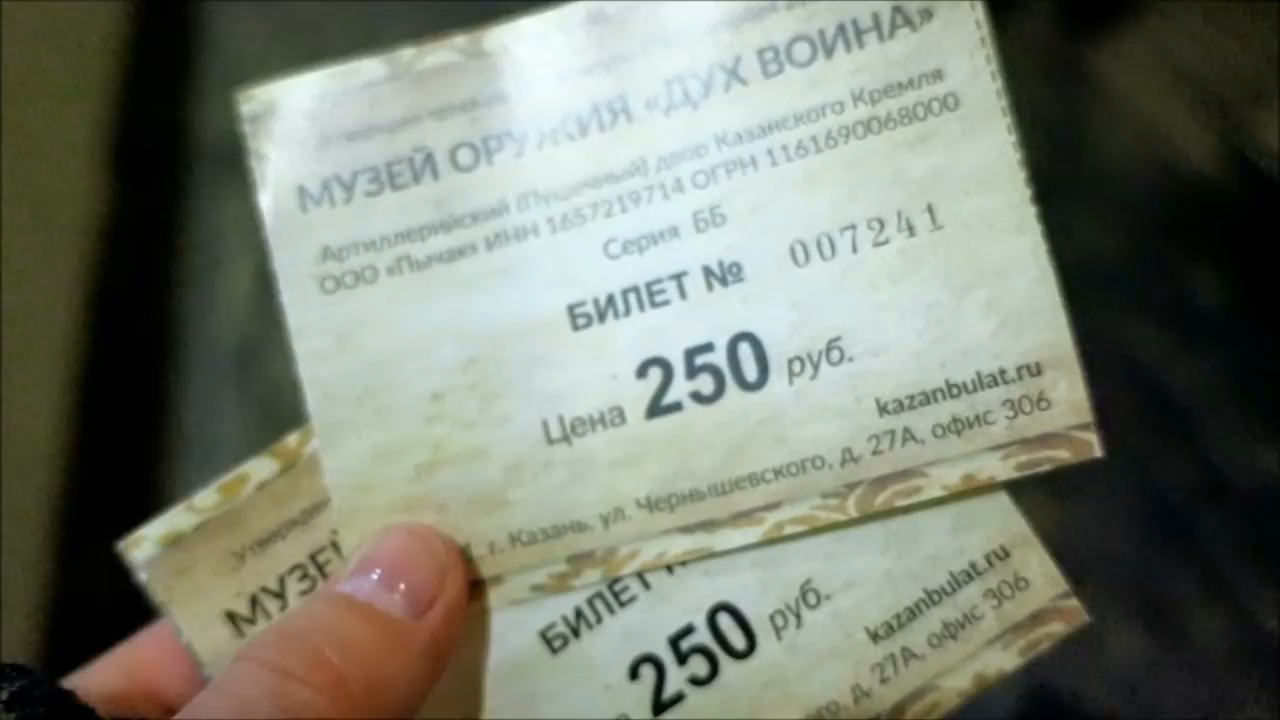 МУЗЕЙ ОРУЖИЯ «ДУХ ВОИНА»
Артиллерийский (Пушечный) двор Казанского Кремля
ООО «Пычак» ИНН 1657219714 ОГРН 1161690068000
Серия ББ
БИЛЕТ № 007241
Цена 250 руб.
kazanbulat.ru
г. Казань, ул. Чернышевского, д. 27А, офис 306
МУЗЕЙ
БИЛЕТ
250 руб.
kazanbulat.ru
д. 27А, офис 306